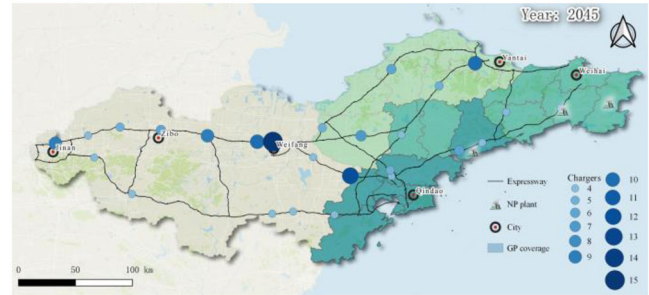 Year: 2045
Yantai
Weihai
Jinan
Zibo
Weifang
Qindao
Expressway
NP plant
City
GP coverage
Chargers
4
5
6
7
8
9
10
11
12
13
14
15
0 50 100 km